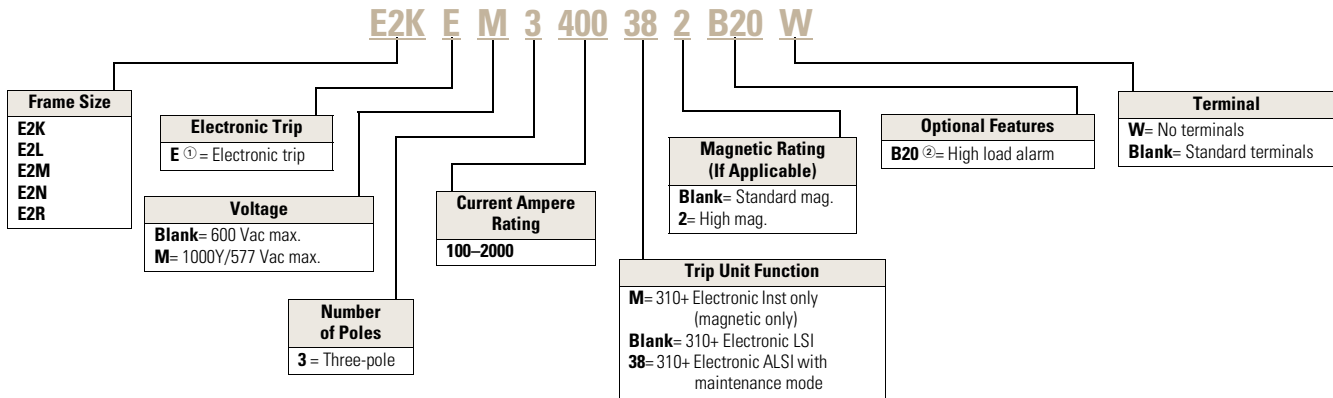 E2K E M 3 400 38 2 B20 W
Frame Size
E2K
E2L
E2M
E2N
E2R
Electronic Trip
E ① = Electronic trip
Voltage
Blank= 600 Vac max.
M= 1000Y/577 Vac max.
Number
of Poles
3 = Three-pole
Current Ampere
Rating
100–2000
Trip Unit Function
M= 310+ Electronic Inst only
(magnetic only)
Blank= 310+ Electronic LSI
38= 310+ Electronic ALSI with
maintenance mode
Magnetic Rating
(If Applicable)
Blank= Standard mag.
2= High mag.
Optional Features
B20 ②= High load alarm
Terminal
W= No terminals
Blank= Standard terminals